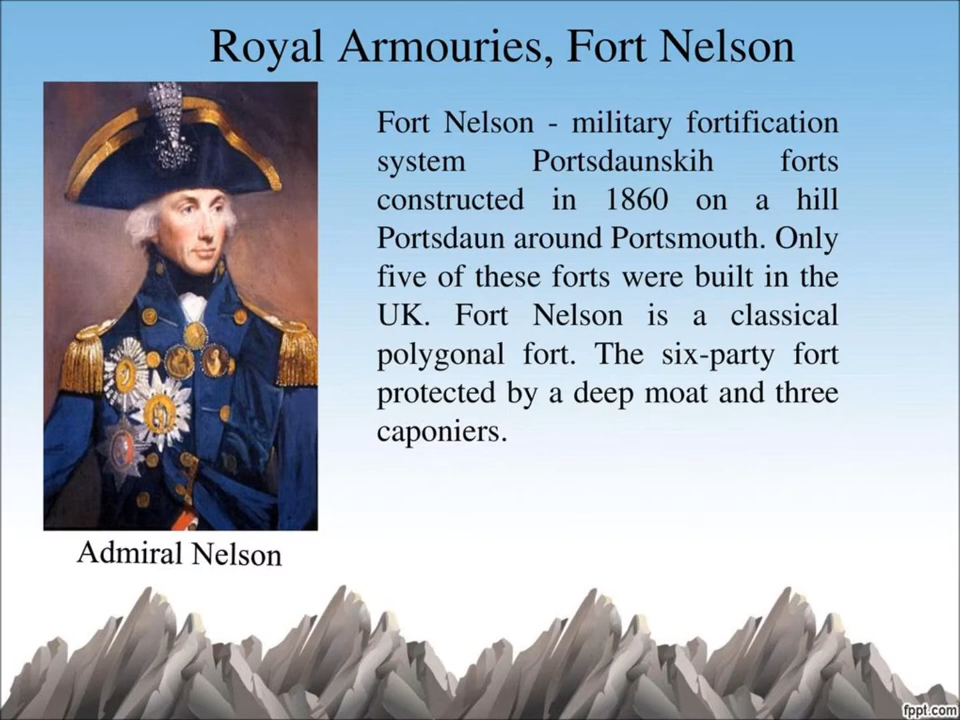 Royal Armouries, Fort Nelson
Fort Nelson - military fortification
system Portsdaunskih forts
constructed in 1860 on a hill
Portsdaun around Portsmouth. Only
five of these forts were built in the
UK. Fort Nelson is a classical
polygonal fort. The six-party fort
protected by a deep moat and three
caponiers.
Admiral Nelson
fppt.com